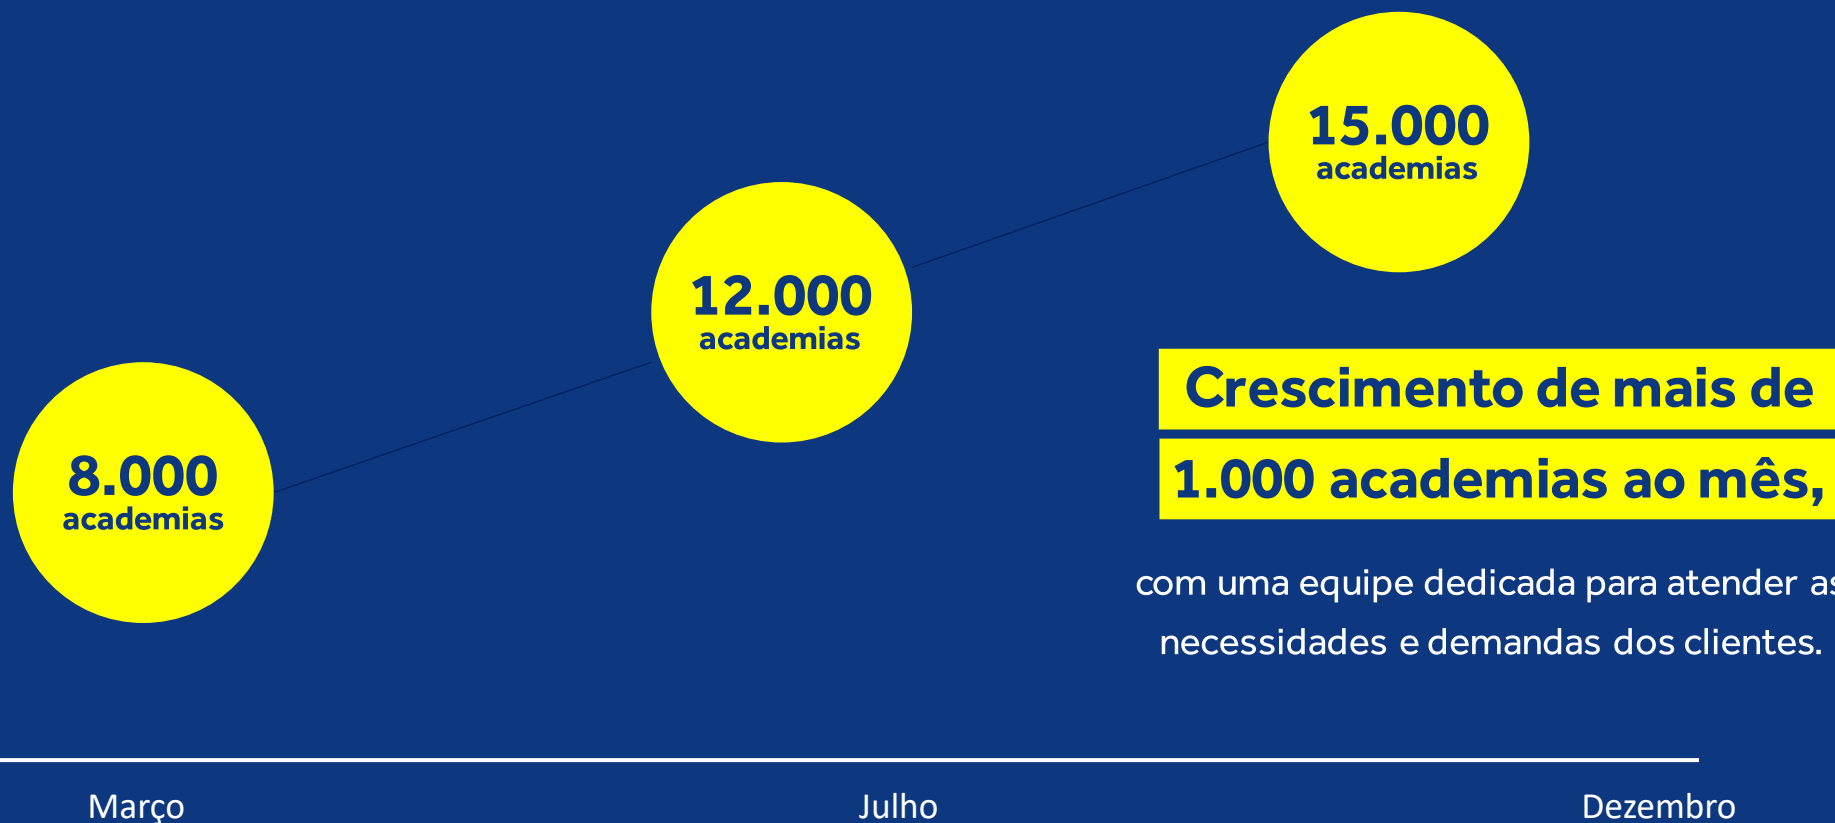 15.000
academias
12.000
academias
8.000
academias
Crescimento de mais de
1.000 academias ao mês,
com uma equipe dedicada para atender as
necessidades e demandas dos clientes.
Março
Julho
Dezembro